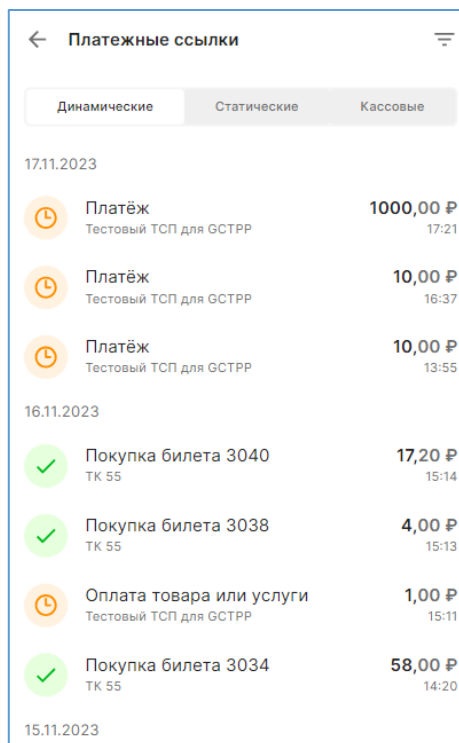 Платежные ссылки
Динамические Статические Кассовые
17.11.2023
Платёж 1000,00 ₽
Тестовый ТСП для GCTPP 17:21
Платёж 10,00 ₽
Тестовый ТСП для GCTPP 16:37
Платёж 10,00 ₽
Тестовый ТСП для GCTPP 13:55
16.11.2023
Покупка билета 3040 17,20 ₽
ТК 55 15:14
Покупка билета 3038 4,00 ₽
ТК 55 15:13
Оплата товара или услуги 1,00 ₽
Тестовый ТСП для GCTPP 15:11
Покупка билета 3034 58,00 ₽
ТК 55 14:20
15.11.2023